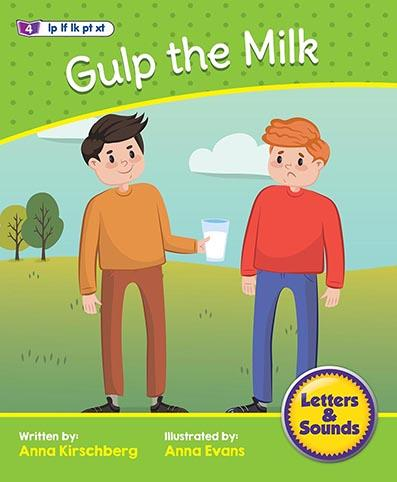 4 lp lf lk pt xt
Gulp the Milk
Letters
&
Sounds
Written by:
Anna Kirschberg
Illustrated by:
Anna Evans